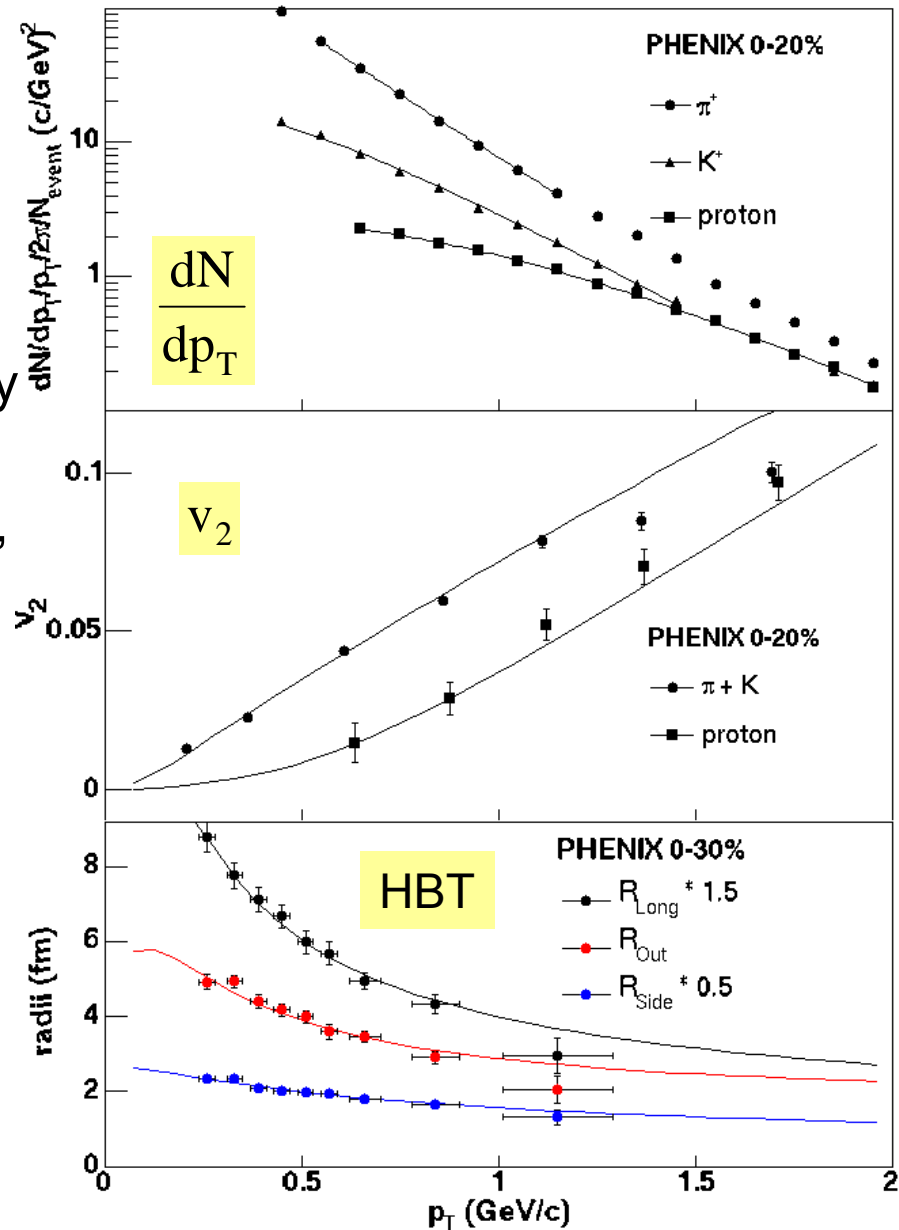 dN/dp_T/p_T/2π/N_event (c/GeV)^2
10
1
PHENIX 0-20%
π+
K+
proton
dN
dp_T
y
,
v_2
0.1
0.05
0
v_2
PHENIX 0-20%
π + K
proton
radii (fm)
8
6
4
2
0
HBT
PHENIX 0-30%
R_Long * 1.5
R_Out
R_Side * 0.5
0 0.5 1 1.5 2
p_T (GeV/c)